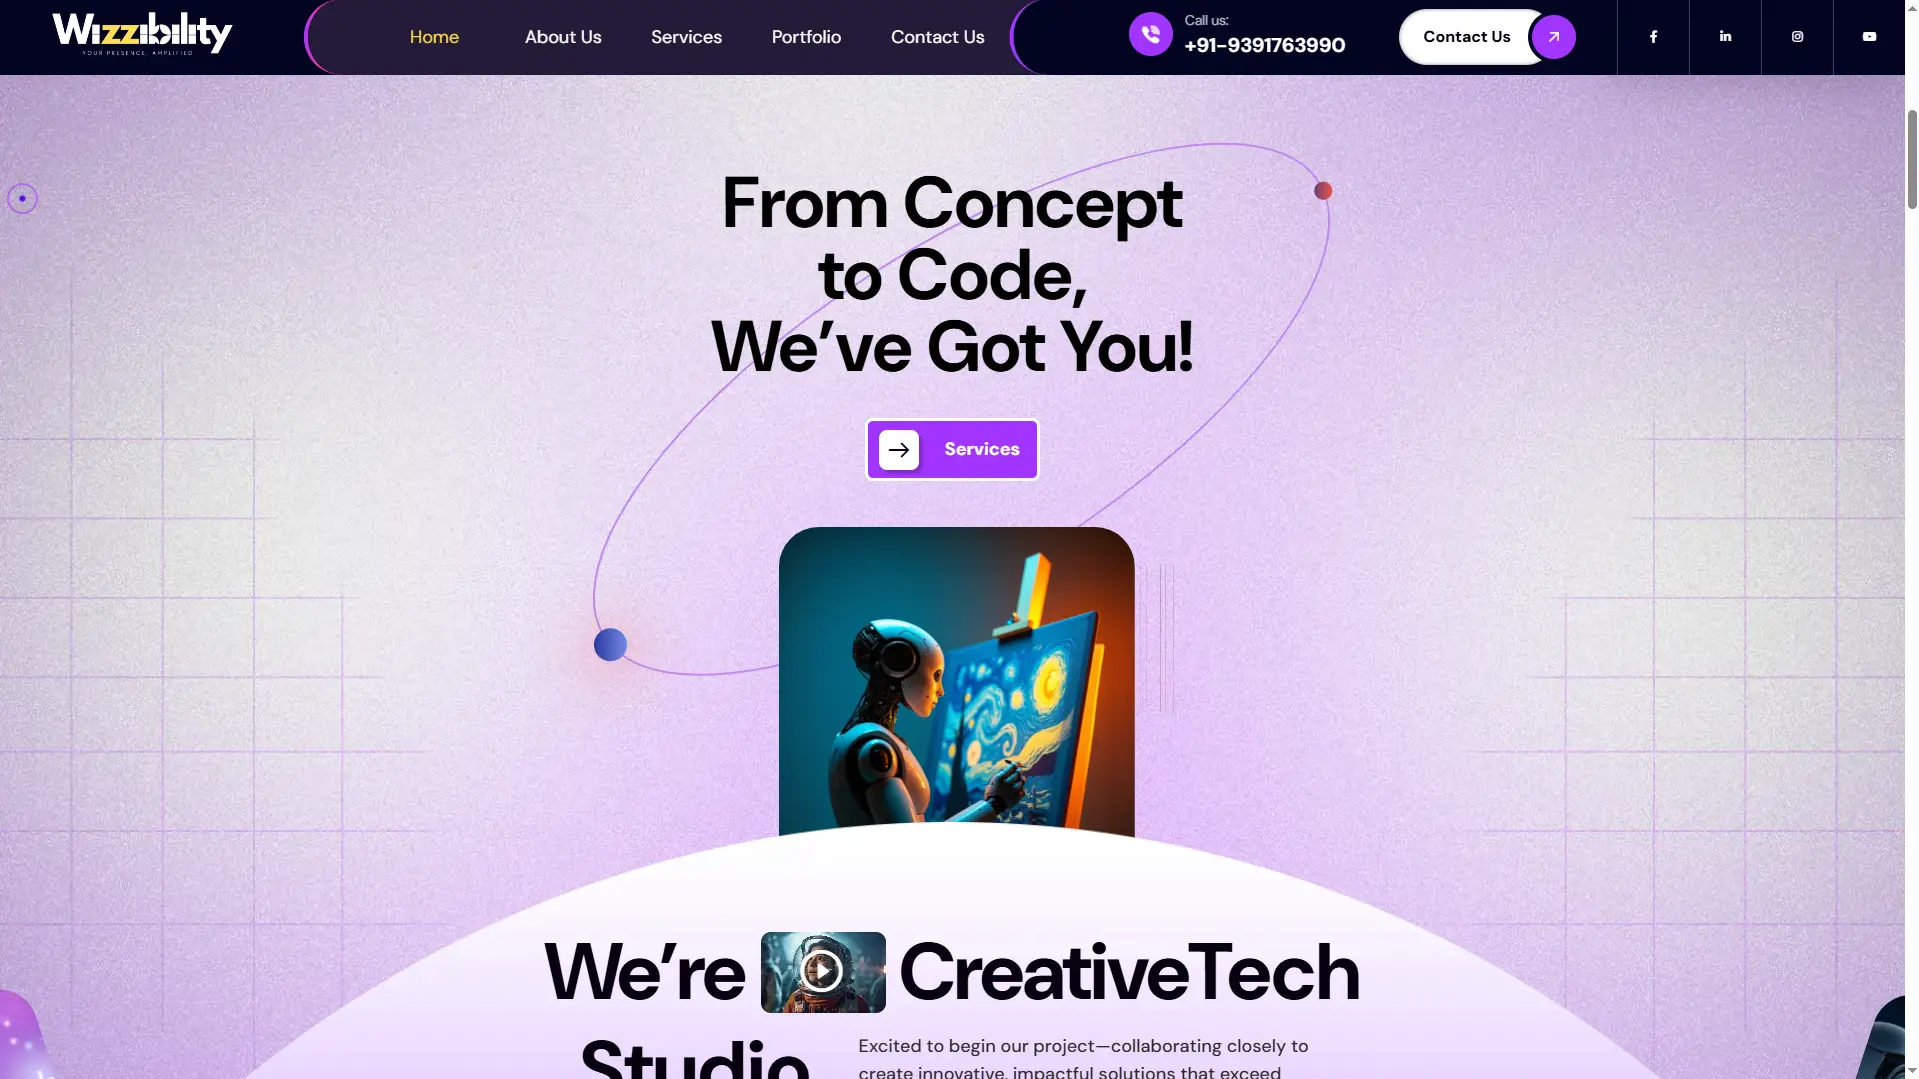 Wizzibility
YOUR PRESENCE, AMPLIFIED
Home
About Us
Services
Portfolio
Contact Us
Call us:
+91-9391763990
Contact Us
From Concept
to Code,
We’ve Got You!
Services
We’re CreativeTech
Studio
Excited to begin our project—collaborating closely to
create innovative, impactful solutions that exceed